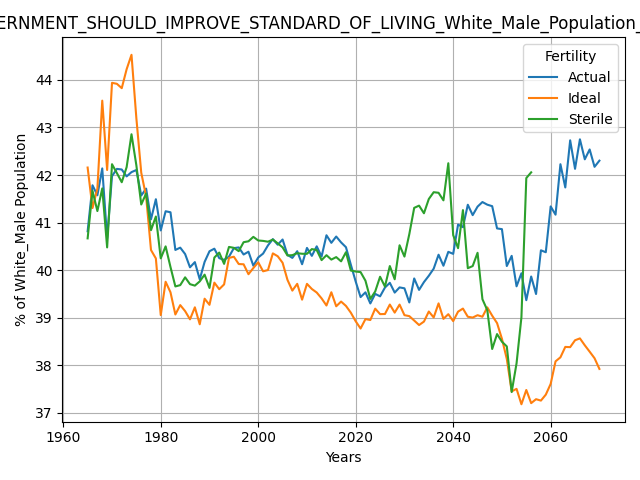 ERNMENT_SHOULD_IMPROVE_STANDARD_OF_LIVING_White_Male_Population_
Fertility
Actual
Ideal
Sterile
44
43
42
41
40
39
38
37
% of White_Male Population
1960
1980
2000
2020
2040
2060
Years